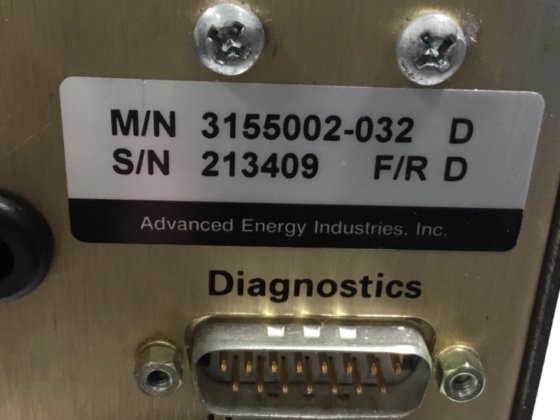 M/N 3155002-032 D
S/N 213409 F/R D
Advanced Energy Industries, Inc.
Diagnostics